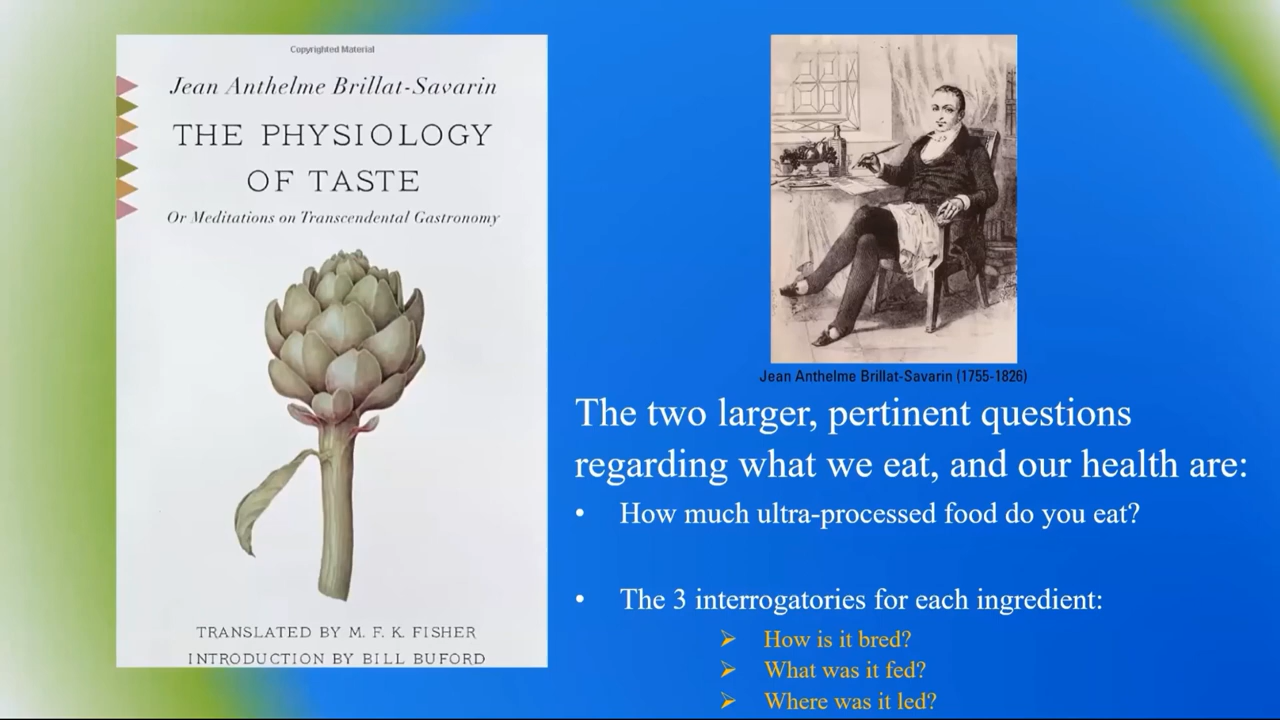 Copyrighted Material
Jean Anthelme Brillat-Savarin
THE PHYSIOLOGY
OF TASTE
Or Meditations on Transcendental Gastronomy
TRANSLATED BY M. F. K. FISHER
INTRODUCTION BY BILL BUFORD
Jean Anthelme Brillat-Savarin (1755-1826)
The two larger, pertinent questions
regarding what we eat, and our health are:
• How much ultra-processed food do you eat?
• The 3 interrogatories for each ingredient:
➢ How is it bred?
➢ What was it fed?
➢ Where was it led?